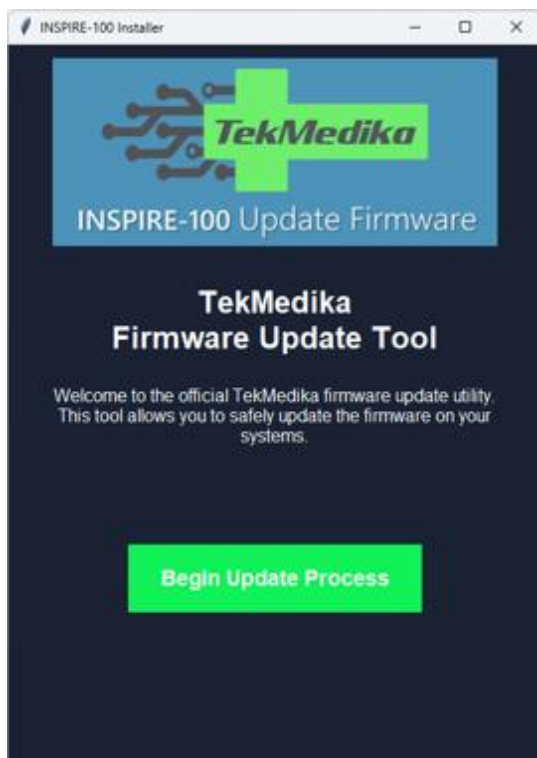 INSPIRE-100 Installer
TekMedika
INSPIRE-100 Update Firmware
TekMedika
Firmware Update Tool
Welcome to the official TekMedika firmware update utility.
This tool allows you to safely update the firmware on your
systems.
Begin Update Process